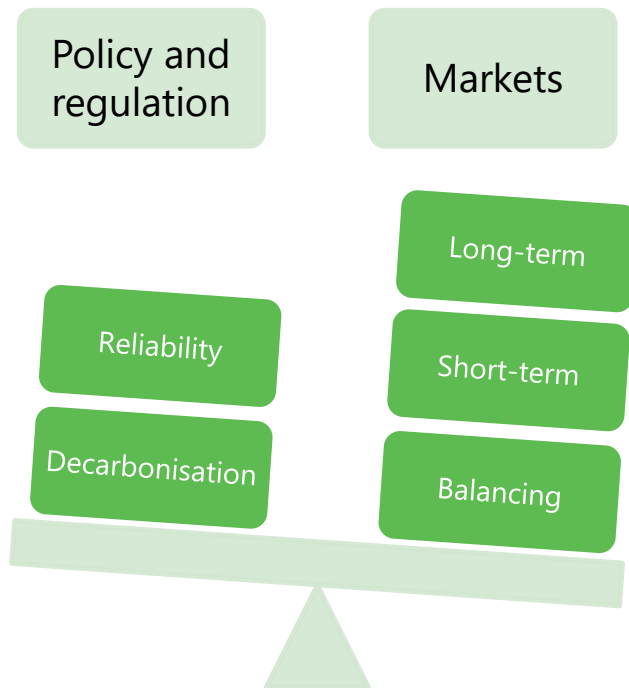 Policy and
regulation
Markets
Long-term
Reliability
Short-term
Decarbonisation
Balancing